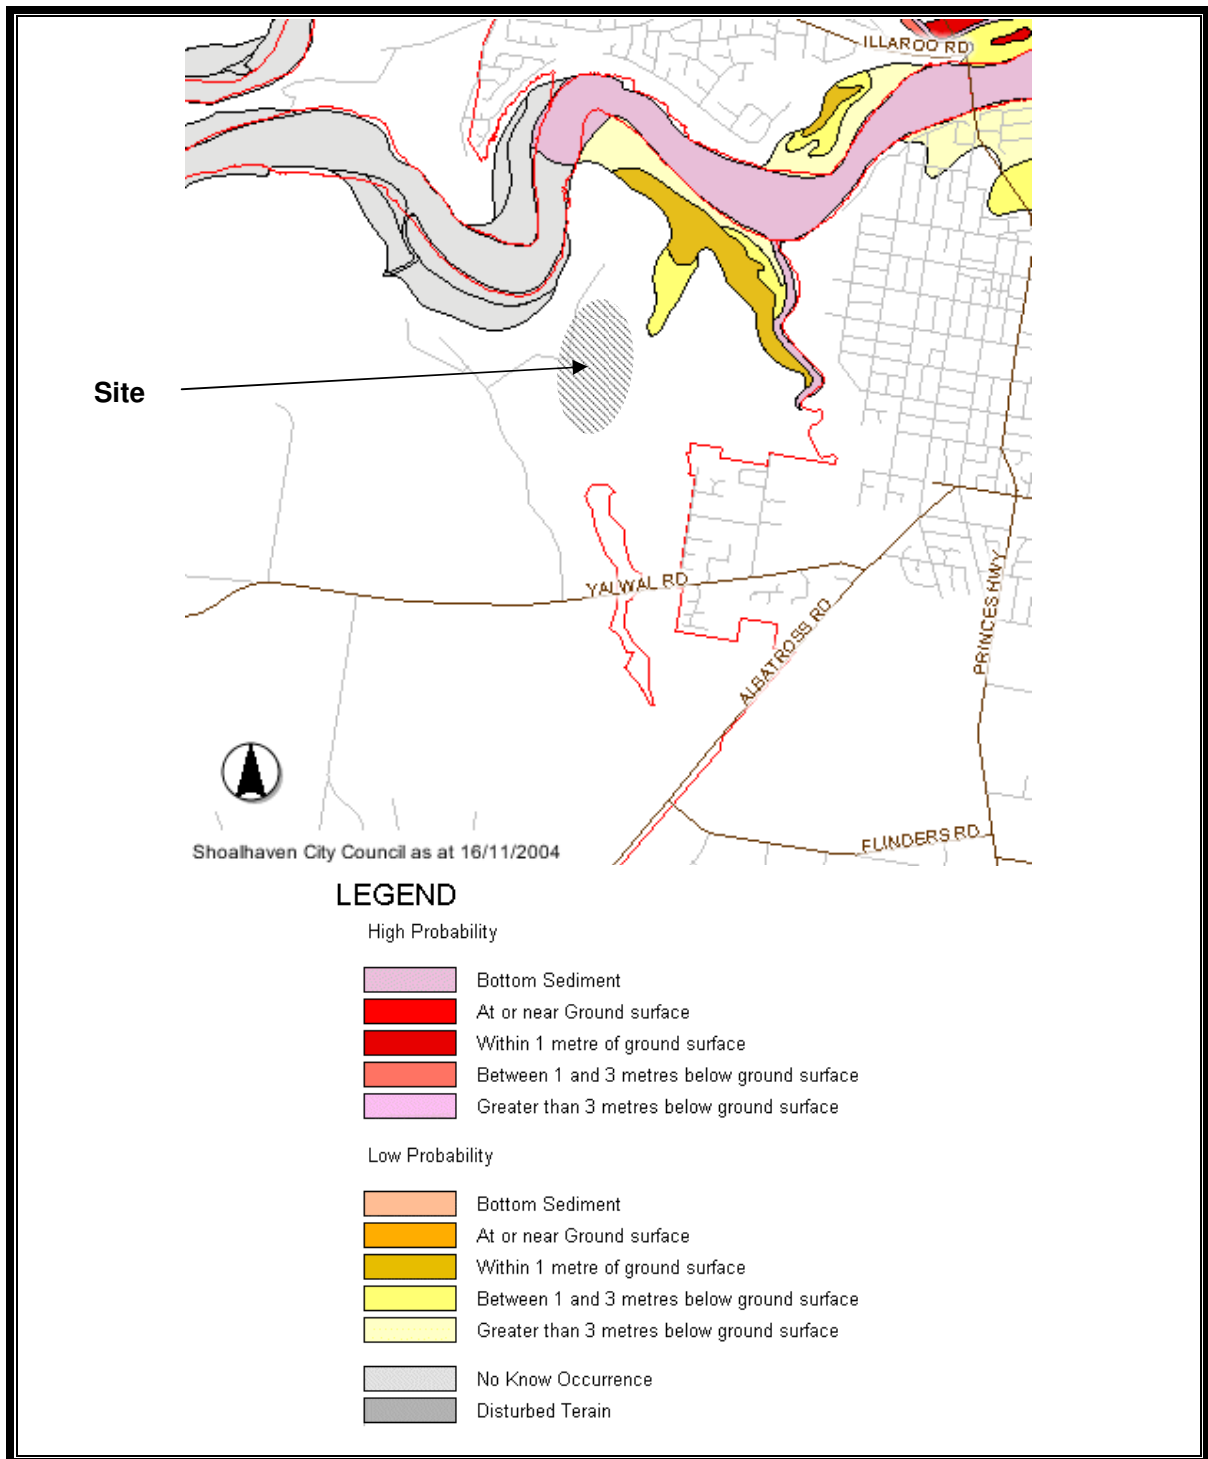 ILLAROO RD
Site
YALWAL RD
ALBATROSS RD
PRINCES HWY
FLINDERS RD
Shoalhaven City Council as at 16/11/2004
LEGEND
High Probability
Bottom Sediment
At or near Ground surface
Within 1 metre of ground surface
Between 1 and 3 metres below ground surface
Greater than 3 metres below ground surface
Low Probability
Bottom Sediment
At or near Ground surface
Within 1 metre of ground surface
Between 1 and 3 metres below ground surface
Greater than 3 metres below ground surface
No Know Occurrence
Disturbed Terain